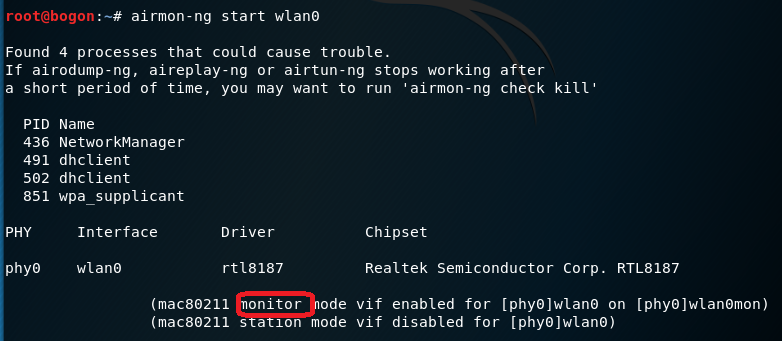 root@bogon:~# airmon-ng start wlan0
Found 4 processes that could cause trouble.
If airodump-ng, aireplay-ng or airtun-ng stops working after
a short period of time, you may want to run 'airmon-ng check kill'
PID Name
436 NetworkManager
491 dhclient
502 dhclient
851 wpa_supplicant
PHY Interface Driver Chipset
phy0 wlan0 rtl8187 Realtek Semiconductor Corp. RTL8187
(mac80211 monitor mode vif enabled for [phy0]wlan0 on [phy0]wlan0mon)
(mac80211 station mode vif disabled for [phy0]wlan0)